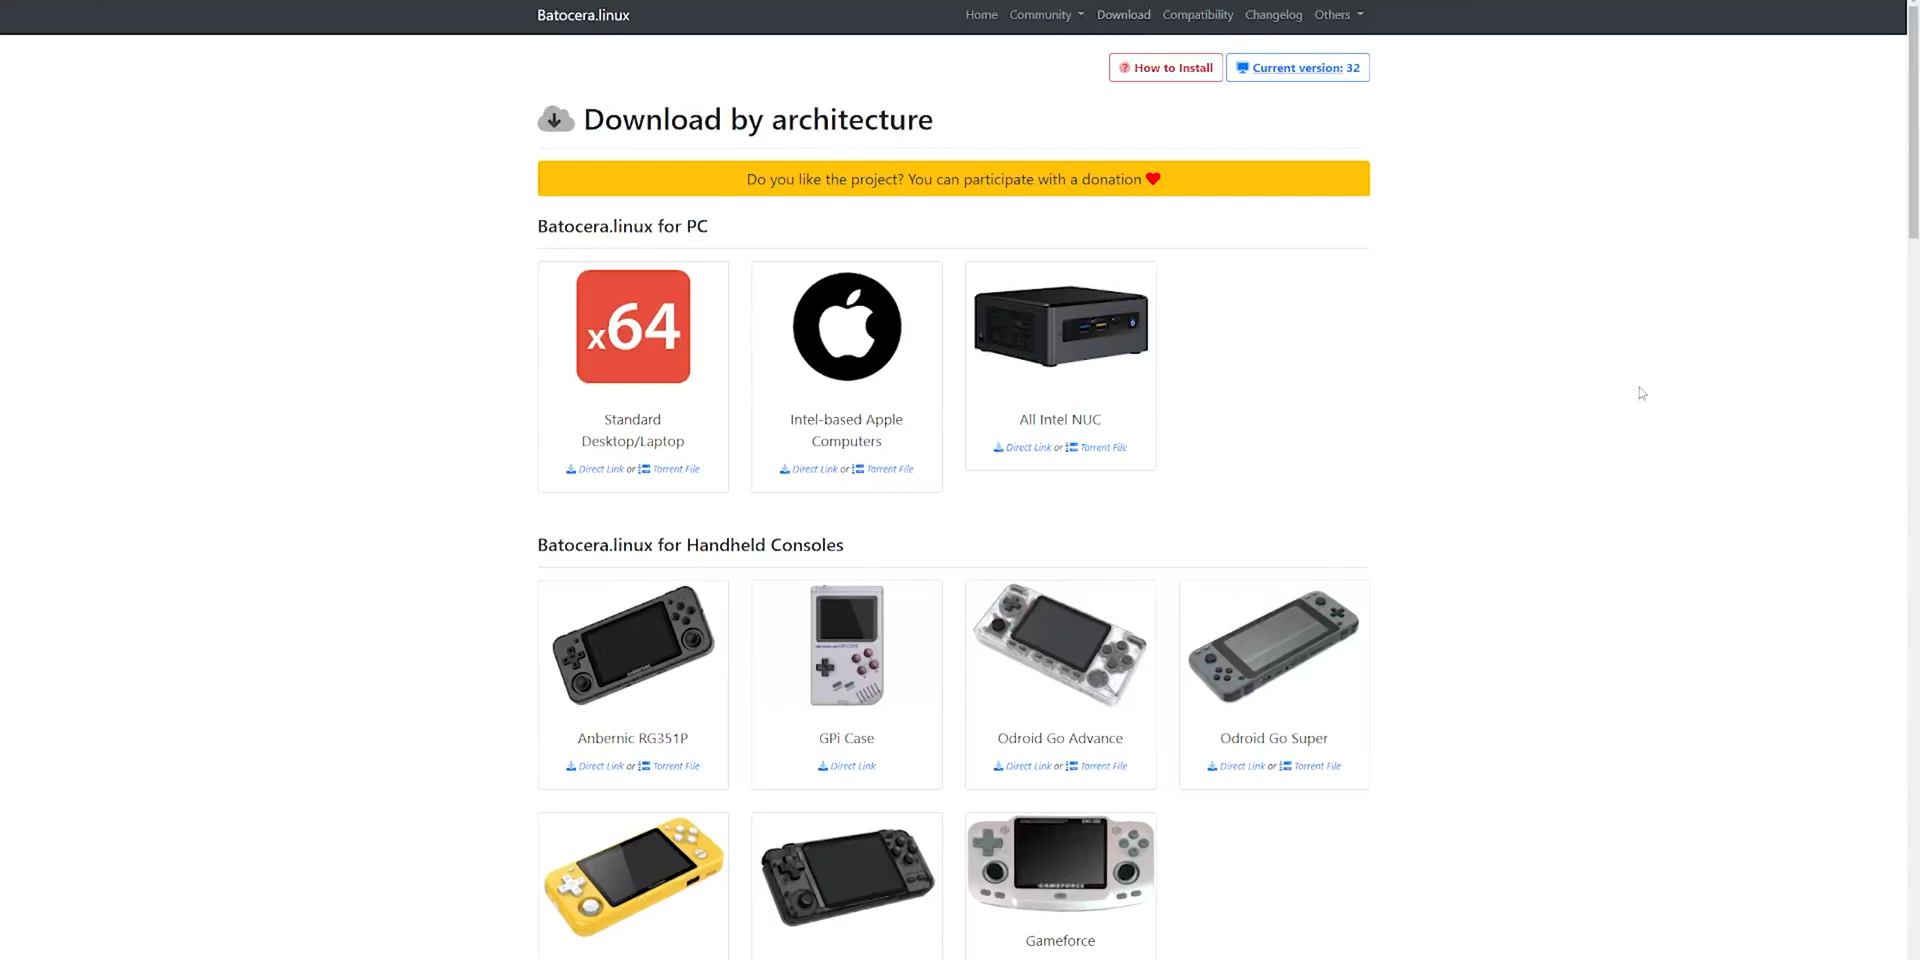 Batocera.linux
Home Community Download Compatibility Changelog Others
How to Install Current version: 32
Download by architecture
Do you like the project? You can participate with a donation
Batocera.linux for PC
x64
Standard Desktop/Laptop
Direct Link or Torrent File
Intel-based Apple Computers
Direct Link or Torrent File
All Intel NUC
Direct Link or Torrent File
Batocera.linux for Handheld Consoles
Anbernic RG351P
Direct Link or Torrent File
GPi Case
Direct Link
Odroid Go Advance
Direct Link or Torrent File
Odroid Go Super
Direct Link or Torrent File
GAMEFORCE
Gameforce